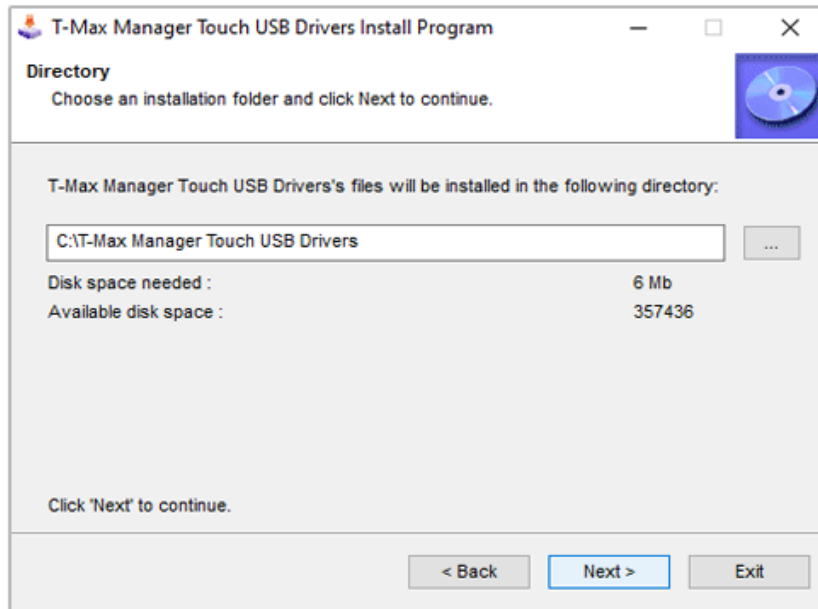 T-Max Manager Touch USB Drivers Install Program
Directory
Choose an installation folder and click Next to continue.
T-Max Manager Touch USB Drivers's files will be installed in the following directory:
C:\T-Max Manager Touch USB Drivers
...
Disk space needed : 6 Mb
Available disk space : 357436
Click 'Next' to continue.
< Back Next > Exit